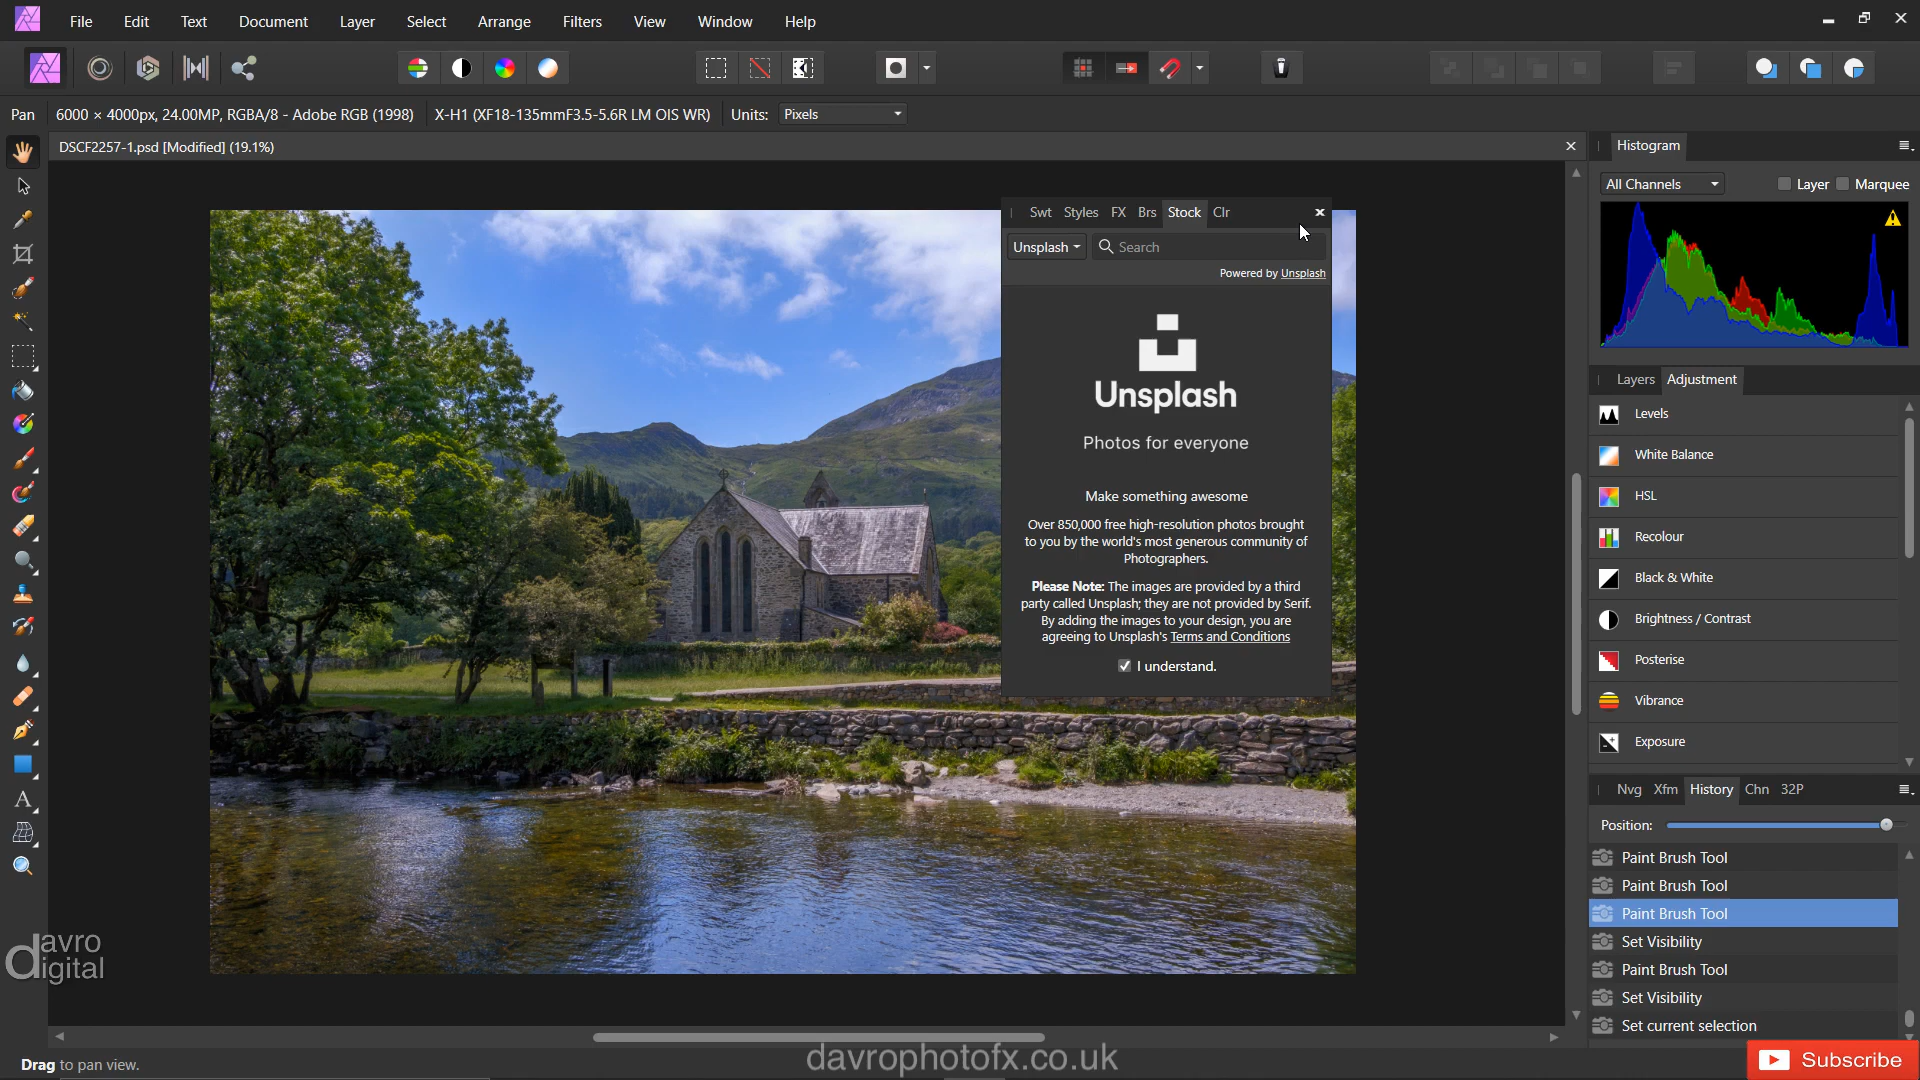 File Edit Text Document Layer Select Arrange Filters View Window Help
Pan 6000 × 4000px, 24.00MP, RGBA/8 - Adobe RGB (1998) X-H1 (XF18-135mmF3.5-5.6R LM OIS WR) Units: Pixels
DSCF2257-1.psd [Modified] (19.1%)
Swt Styles FX Brs Stock Clr
Unsplash Search
Powered by Unsplash
Unsplash
Photos for everyone
Make something awesome
Over 850,000 free high-resolution photos brought
to you by the world's most generous community of
Photographers.
Please Note: The images are provided by a third
party called Unsplash; they are not provided by Serif.
By adding the images to your design, you are
agreeing to Unsplash's Terms and Conditions
I understand.
Histogram
All Channels Layer Marquee
Layers Adjustment
Levels
White Balance
HSL
Recolour
Black & White
Brightness / Contrast
Posterise
Vibrance
Exposure
Nvg Xfm History Chn 32P
Position:
Paint Brush Tool
Paint Brush Tool
Paint Brush Tool
Set Visibility
Paint Brush Tool
Set Visibility
Set current selection
davro
digital
Drag to pan view.
davrophotofx.co.uk
Subscribe